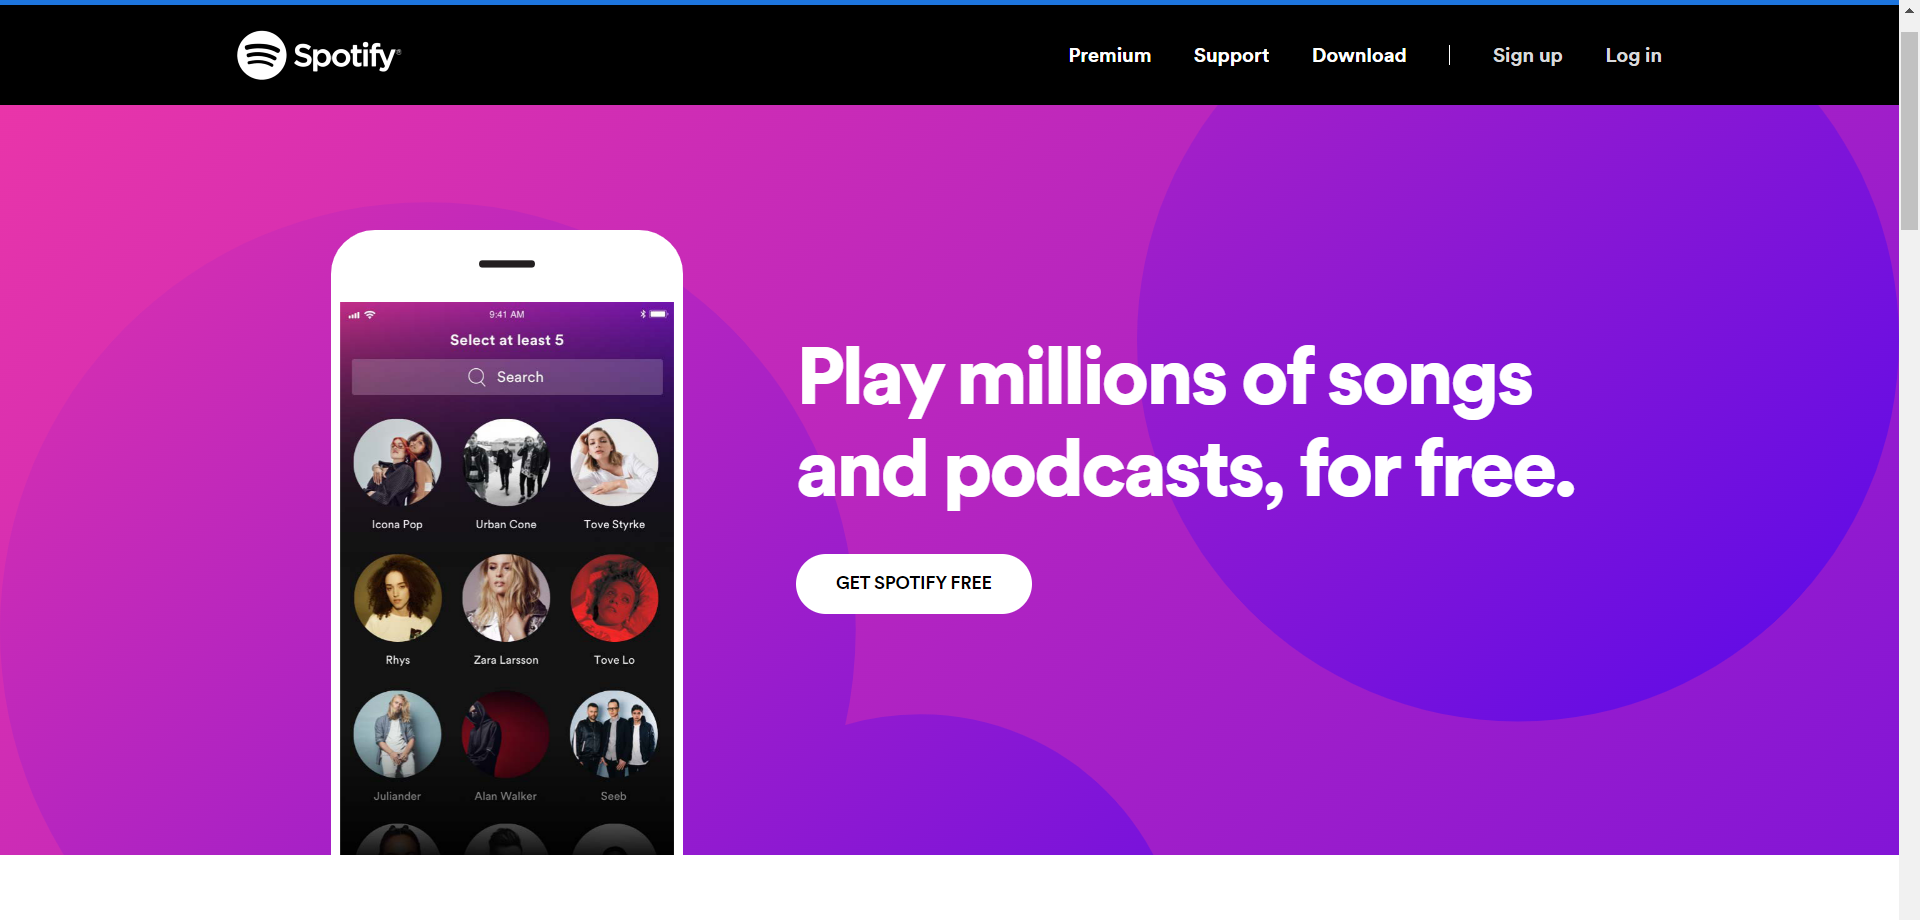 Spotify®
Premium Support Download | Sign up Log in
9:41 AM
Select at least 5
Search
Icona Pop Urban Cone Tove Styrke
Rhys Zara Larsson Tove Lo
Juliander Alan Walker Seeb
Play millions of songs
and podcasts, for free.
GET SPOTIFY FREE